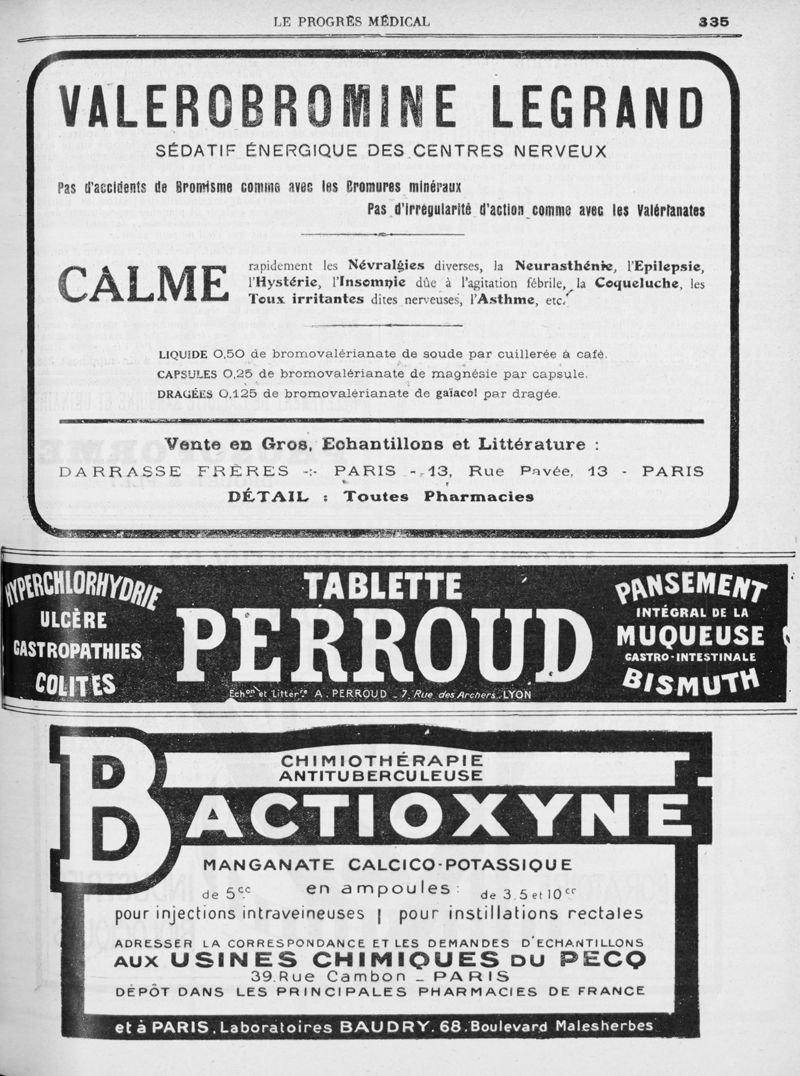 LE PROGRÈS MÉDICAL 335
VALEROBROMINE LEGRAND
SÉDATIF ÉNERGIQUE DES CENTRES NERVEUX
Pas d'accidents de Bromisme comme avec les Bromures minéraux
Pas d'irrégularité d'action comme avec les Valérianates
CALME
rapidement les Névralgies diverses, la Neurasthénie, l'Epilepsie,
l'Hystérie, l'Insomnie dûe à l'agitation fébrile, la Coqueluche, les
Toux irritantes dites nerveuses, l'Asthme, etc.
LIQUIDE 0,50 de bromovalérianate de soude par cuillerée à café.
CAPSULES 0,25 de bromovalérianate de magnésie par capsule.
DRAGÉES 0,125 de bromovalérianate de gaïacol par dragée.
Vente en Gros, Echantillons et Littérature :
DARRASSE FRÈRES -:- PARIS - 13, Rue Pavée, 13 - PARIS
DÉTAIL : Toutes Pharmacies
HYPERCHLORHYDRIE
ULCÈRE
GASTROPATHIES
COLITES
TABLETTE
PERROUD
Echon et Littérre A. PERROUD - 7, Rue des Archers. LYON
PANSEMENT
INTÉGRAL DE LA
MUQUEUSE
GASTRO-INTESTINALE
BISMUTH
CHIMIOTHÉRAPIE
ANTITUBERCULEUSE
BACTIOXYNE
MANGANATE CALCICO-POTASSIQUE
de 5cc en ampoules : de 3,5 et 10cc
pour injections intraveineuses | pour instillations rectales
ADRESSER LA CORRESPONDANCE ET LES DEMANDES D'ECHANTILLONS
AUX USINES CHIMIQUES DU PECQ
39. Rue Cambon _ PARIS
DÉPÔT DANS LES PRINCIPALES PHARMACIES DE FRANCE
et à PARIS. Laboratoires BAUDRY. 68. Boulevard Malesherbes